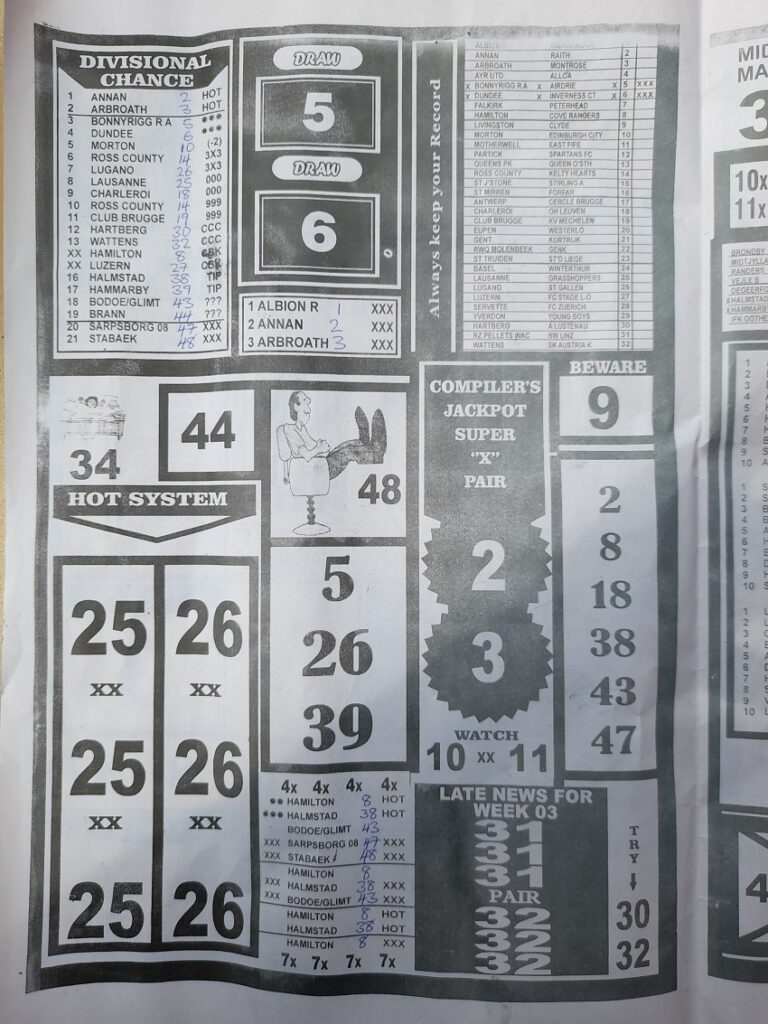 DIVISIONAL
CHANCE
1 ANNAN 2 HOT
2 ARBROATH 3 HOT
3 BONNYRIGG R A 5 ***
4 DUNDEE 6 ***
5 MORTON 10 (-2)
6 ROSS COUNTY 14 3X3
7 LUGANO 26 3X3
8 LAUSANNE 25 000
9 CHARLEROI 18 000
10 ROSS COUNTY 14 999
11 CLUB BRUGGE 19 999
12 HARTBERG 30 CCC
13 WATTENS 32 CCC
XX HAMILTON 8
XX LUZERN 27
16 HALMSTAD 38 TIP
17 HAMMARBY 39 TIP
18 BODOE/GLIMT 43 ???
19 BRANN 44 ???
20 SARPSBORG 08 47 XXX
21 STABAEK 48 XXX
DRAW
5
DRAW
6
1 ALBION R 1 XXX
2 ANNAN 2 XXX
3 ARBROATH 3 XXX
Always keep your Record
ALBION R
ANNAN RAITH 2
ARBROATH MONTROSE 3
AYR UTD ALLOA 4
X BONNYRIGG R A X AIRDRIE X 5 XXX
X DUNDEE X INVERNESS CT X 6 XXX
FALKIRK PETERHEAD 7
HAMILTON COVE RANGERS 8
LIVINGSTON CLYDE 9
MORTON EDINBURGH CITY 10
MOTHERWELL EAST FIFE 11
PARTICK SPARTANS FC 12
QUEENS PK QUEEN O'STH 13
ROSS COUNTY KELTY HEARTS 14
ST J'STONE STIRLING A 15
ST MIRREN FORFAR 16
ANTWERP CERCLE BRUGGE 17
CHARLEROI OH LEUVEN 18
CLUB BRUGGE KV MECHELEN 19
EUPEN WESTERLO 20
GENT KORTRIJK 21
RWD MOLENBEEK GENK 22
ST TRUIDEN ST'D LIEGE 23
BASEL WINTERTHUR 24
LAUSANNE GRASSHOPPERS 25
LUGANO ST GALLEN 26
LUZERN FC STADE L-O 27
SERVETTE FC ZUERICH 28
YVERDON YOUNG BOYS 29
HARTBERG A LUSTENAU 30
RZ PELLETS WAC BW LINZ 31
WATTENS SK AUSTRIA K 32
34
44
48
HOT SYSTEM
25 26
XX XX
25 26
XX XX
25 26
5
26
39
COMPILER'S
JACKPOT
SUPER
"X"
PAIR
2
3
WATCH
10 XX 11
BEWARE
9
2
8
18
38
43
47
4x 4x 4x 4x
** HAMILTON 8 HOT
*** HALMSTAD 38 HOT
BODOE/GLIMT 43
XXX SARPSBORG 08 47 XXX
XXX STABAEK 48 XXX
HAMILTON 8
XXX HALMSTAD 38 XXX
XXX BODOE/GLIMT 43 XXX
HAMILTON 8 HOT
HALMSTAD 38 HOT
HAMILTON 8 XXX
7x 7x 7x 7x
LATE NEWS FOR
WEEK 03
31
31
31
PAIR
32
32
32
TRY
30
32
MID
MA
3
10x
11x
BRONDBY
MIDTJYLLA
RANDERS
VEJLE B
DEGERFO
XHALMSTAD
XHAMMARBY
IFK GOTHE
4